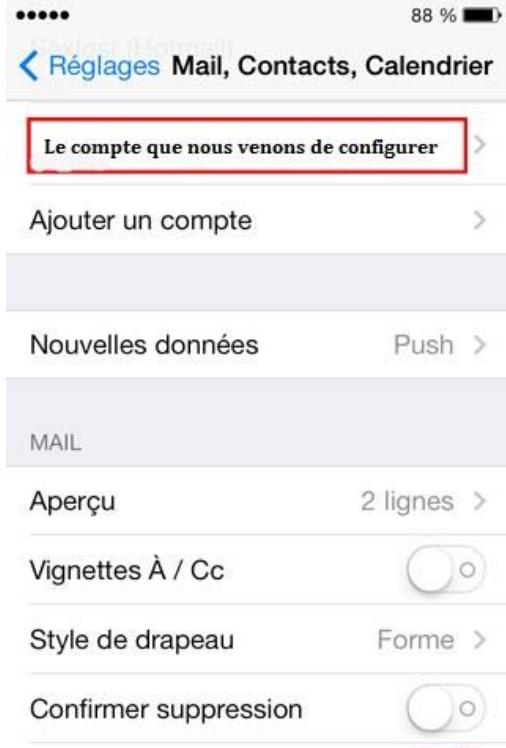 88 %
Réglages Mail, Contacts, Calendrier
Le compte que nous venons de configurer
Ajouter un compte
Nouvelles données Push
MAIL
Aperçu 2 lignes
Vignettes À / Cc
Style de drapeau Forme
Confirmer suppression